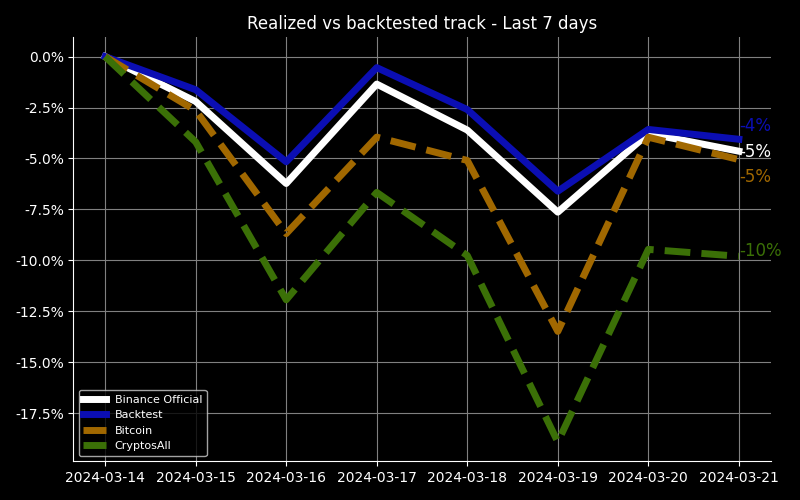 Realized vs backtested track - Last 7 days
0.0%
-2.5%
-5.0%
-7.5%
-10.0%
-12.5%
-15.0%
-17.5%
-4%
-5%
-5%
-10%
Binance Official
Backtest
Bitcoin
CryptosAll
2024-03-14 2024-03-15 2024-03-16 2024-03-17 2024-03-18 2024-03-19 2024-03-20 2024-03-21